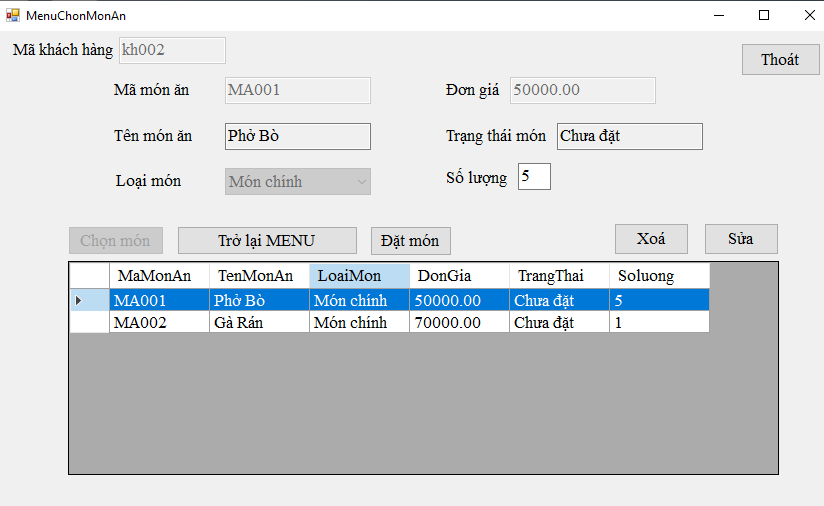 MenuChonMonAn
Mã khách hàng kh002
Thoát
Mã món ăn MA001 Đơn giá 50000.00
Tên món ăn Phở Bò Trạng thái món Chưa đặt
Loại món Món chính Số lượng 5
Chọn món Trở lại MENU Đặt món Xoá Sửa
MaMonAn TenMonAn LoaiMon DonGia TrangThai Soluong
MA001 Phở Bò Món chính 50000.00 Chưa đặt 5
MA002 Gà Rán Món chính 70000.00 Chưa đặt 1